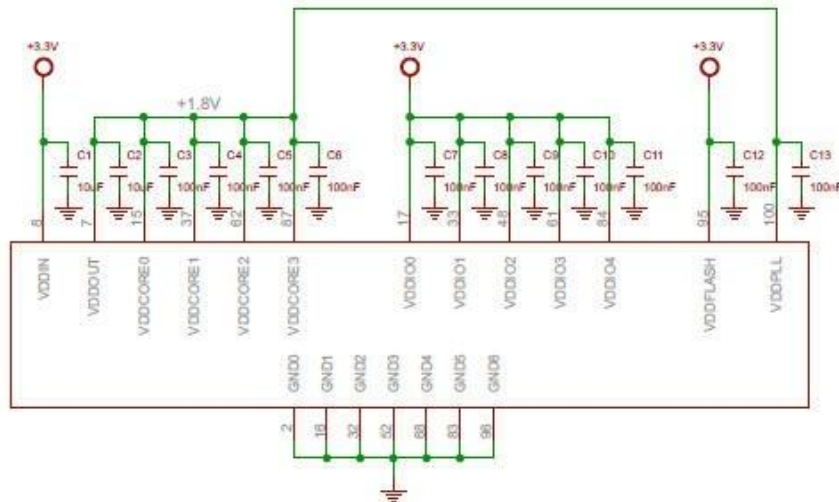 +3.3V +3.3V +3.3V
+1.8V
C1 C2 C3 C4 C5 C6 C7 C8 C9 C10 C11 C12 C13
10uF 10uF 100nF 100nF 100nF 100nF 100nF 100nF 100nF 100nF 100nF 100nF 100nF
8 7 15 37 62 87 17 33 48 61 84 95 100
VDDIN VDDOUT VDDCORE0 VDDCORE1 VDDCORE2 VDDCORE3 VDDIO0 VDDIO1 VDDIO2 VDDIO3 VDDIO4 VDDFLASH VDDPLL
GND0 GND1 GND2 GND3 GND4 GND5 GND6
2 16 32 52 68 83 96